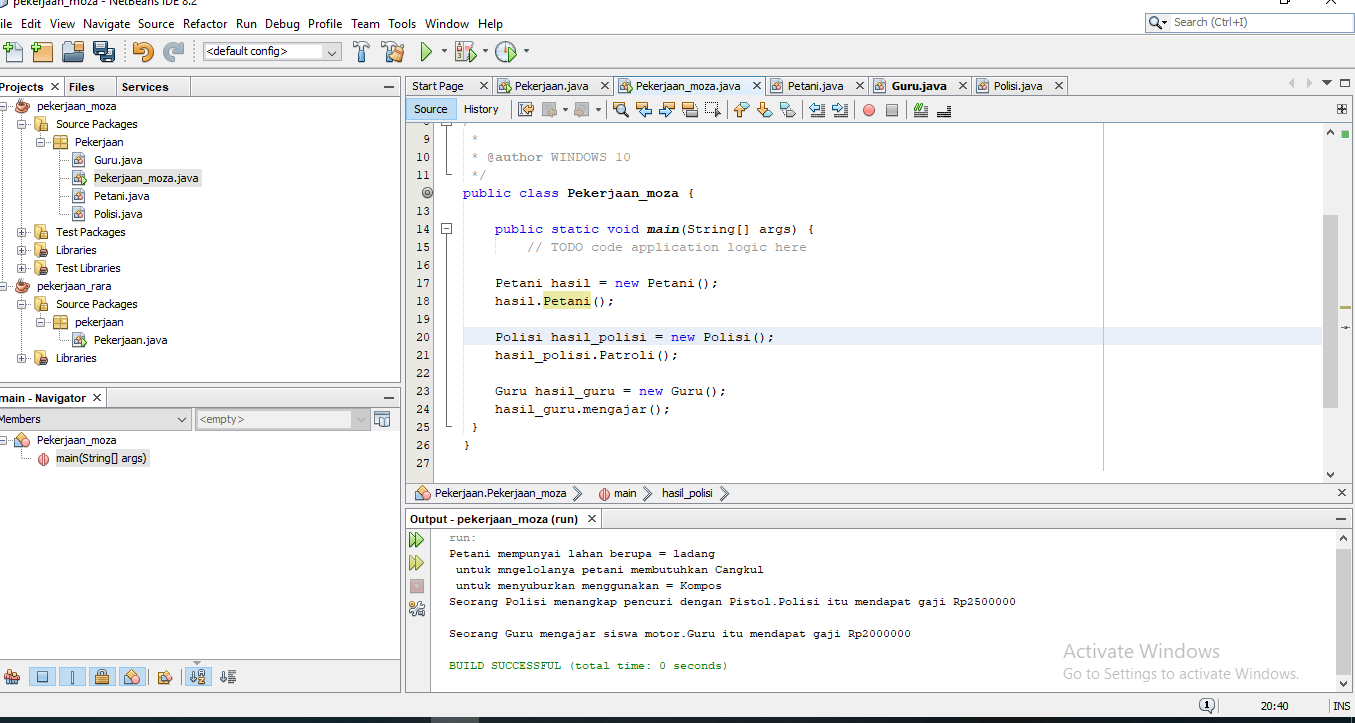 pekerjaan_moza - NetBeans IDE 8.2
ile Edit View Navigate Source Refactor Run Debug Profile Team Tools Window Help
Search (Ctrl+I)
<default config>
Projects Files Services
pekerjaan_moza
Source Packages
Pekerjaan
Guru.java
Pekerjaan_moza.java
Petani.java
Polisi.java
Test Packages
Libraries
Test Libraries
pekerjaan_rara
Source Packages
pekerjaan
Pekerjaan.java
Libraries
main - Navigator
Members <empty>
Pekerjaan_moza
main(String[] args)
Start Page Pekerjaan.java Pekerjaan_moza.java Petani.java Guru.java Polisi.java
Source History
9 *
10 * @author WINDOWS 10
11 */
public class Pekerjaan_moza {
13
14 public static void main(String[] args) {
15 // TODO code application logic here
16
17 Petani hasil = new Petani();
18 hasil.Petani();
19
20 Polisi hasil_polisi = new Polisi();
21 hasil_polisi.Patroli();
22
23 Guru hasil_guru = new Guru();
24 hasil_guru.mengajar();
25 }
26 }
27
Pekerjaan.Pekerjaan_moza main hasil_polisi
Output - pekerjaan_moza (run)
run:
Petani mempunyai lahan berupa = ladang
untuk mngelolanya petani membutuhkan Cangkul
untuk menyuburkan menggunakan = Kompos
Seorang Polisi menangkap pencuri dengan Pistol.Polisi itu mendapat gaji Rp2500000
Seorang Guru mengajar siswa motor.Guru itu mendapat gaji Rp2000000
BUILD SUCCESSFUL (total time: 0 seconds)
Activate Windows
Go to Settings to activate Windows.
1 20:40 INS